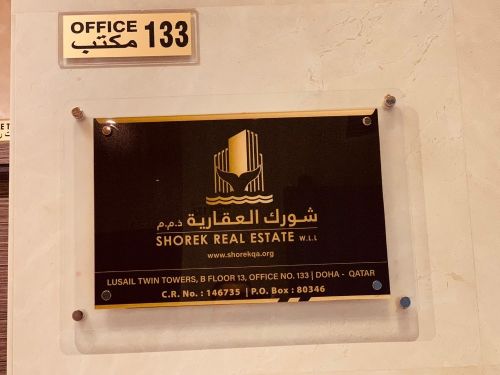 OFFICE 133
مكتب
شورك العقارية ذ.م.م
SHOREK REAL ESTATE W.L.L
www.shorekqa.org
LUSAIL TWIN TOWERS, B FLOOR 13, OFFICE NO. 133 | DOHA - QATAR
C.R. No. : 146735 | P.O. Box : 80346